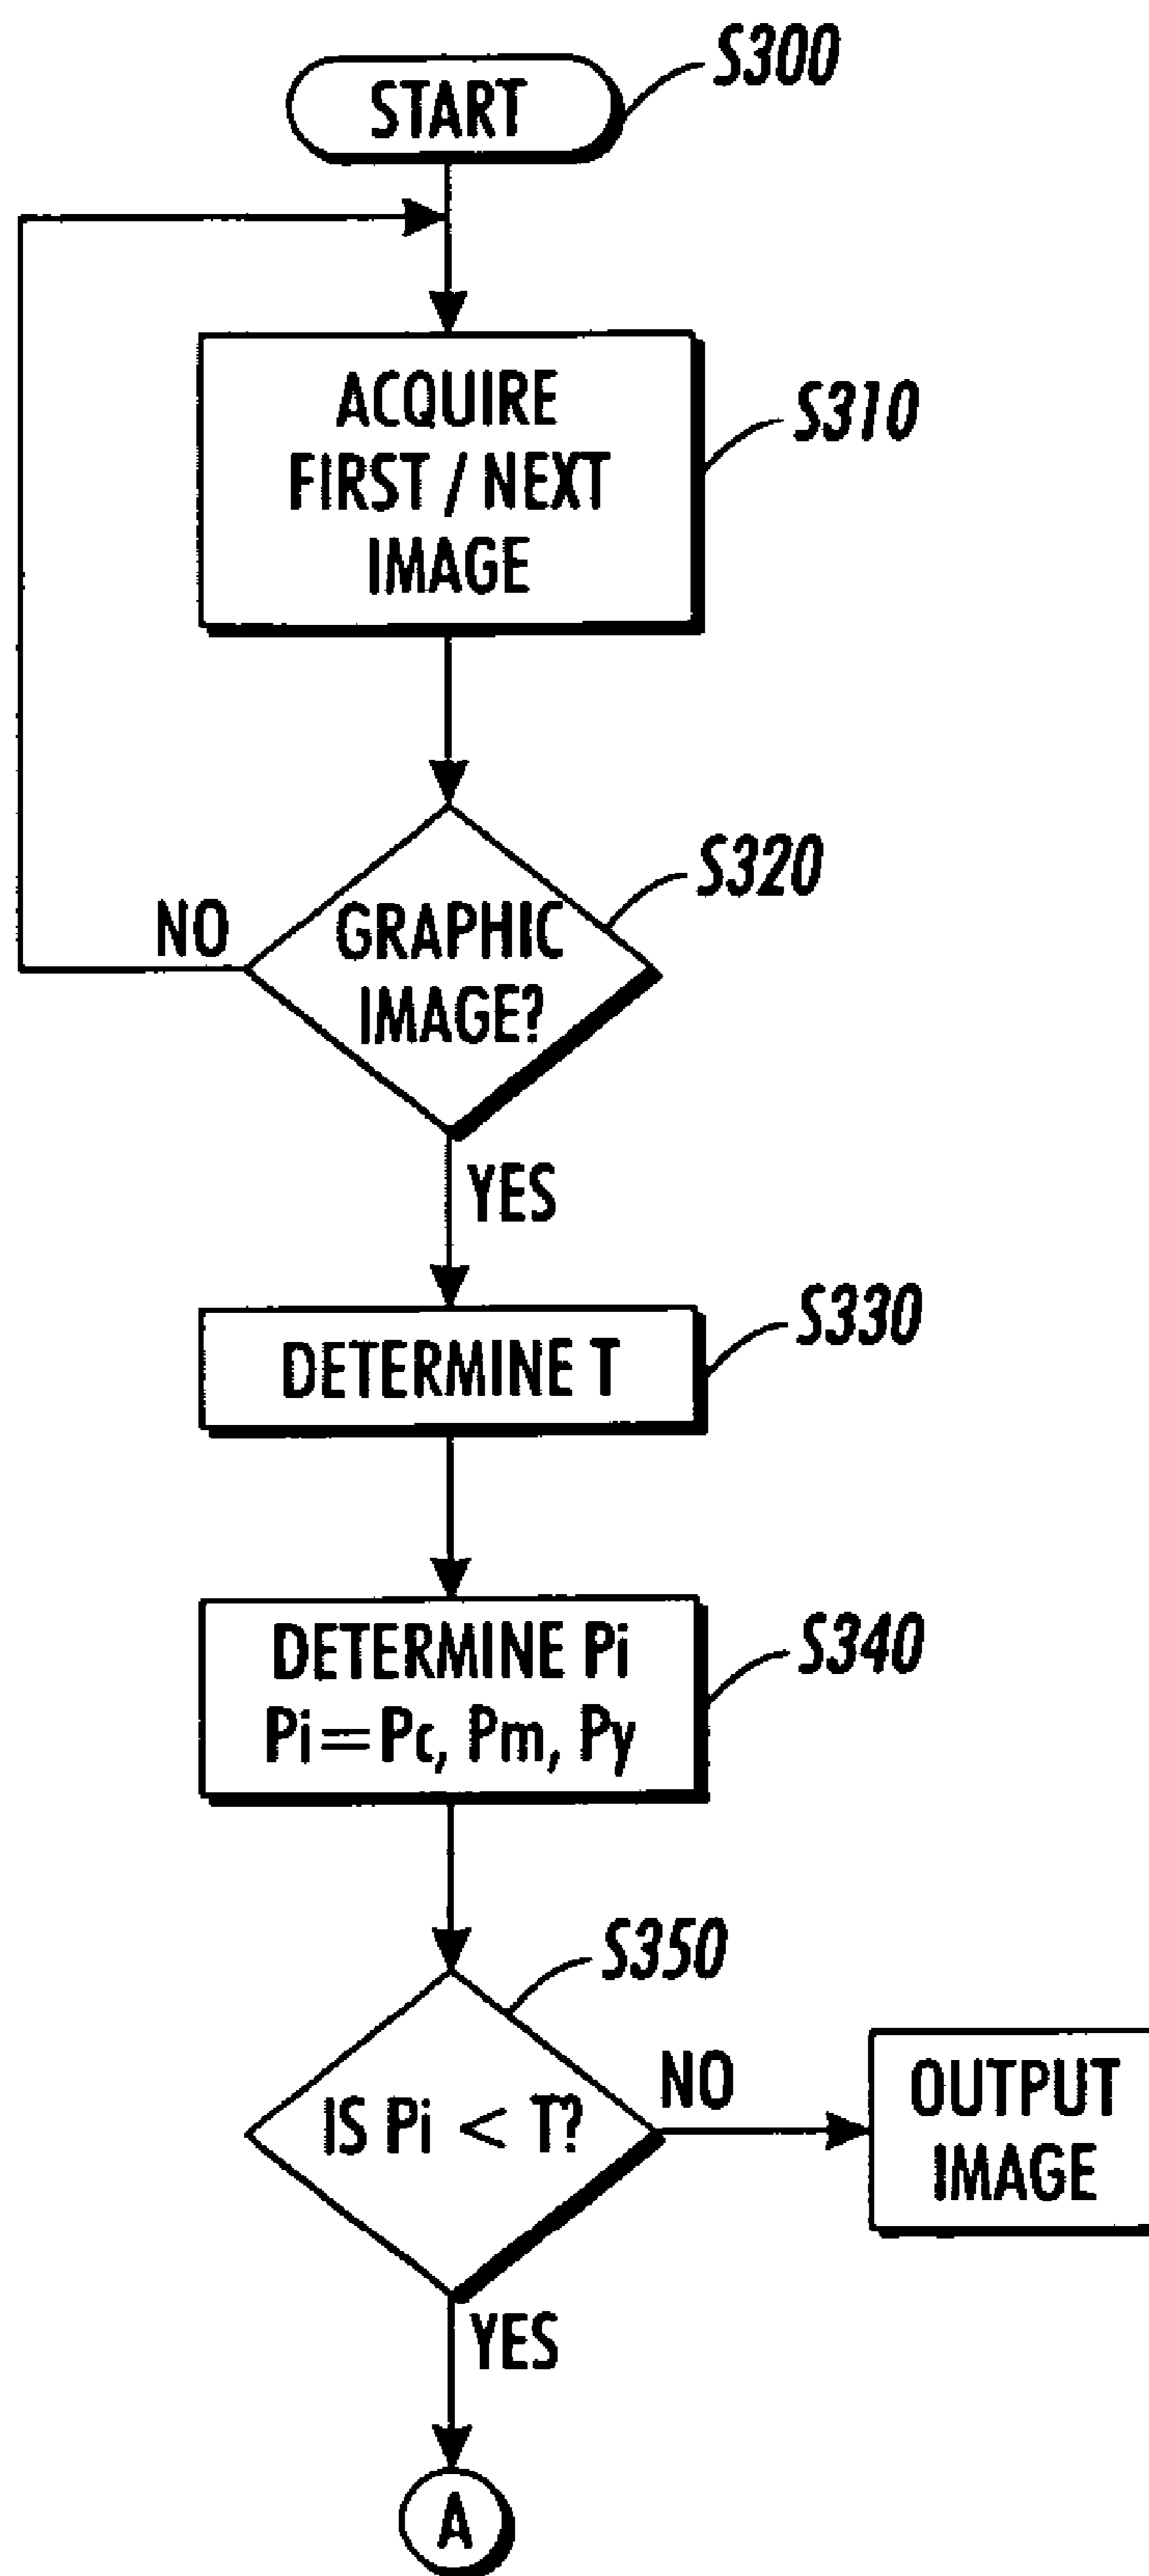 START
S300
ACQUIRE
FIRST / NEXT
IMAGE
S310
GRAPHIC
IMAGE?
S320
NO
YES
DETERMINE T
S330
DETERMINE Pi
Pi=Pc, Pm, Py
S340
IS Pi < T?
S350
NO
OUTPUT
IMAGE
YES
A